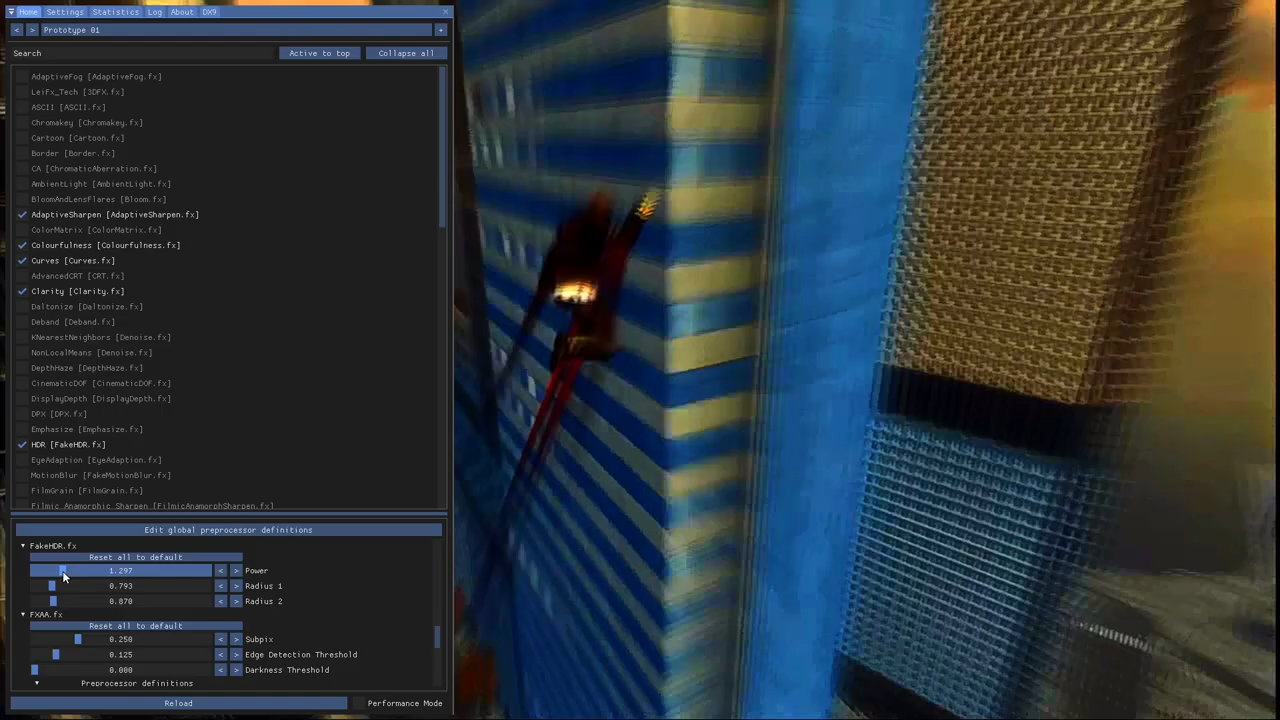 Home Settings Statistics Log About DX9
< > Prototype 01 +
Search Active to top Collapse all
AdaptiveFog [AdaptiveFog.fx]
LeiFx_Tech [3DFX.fx]
ASCII [ASCII.fx]
Chromakey [Chromakey.fx]
Cartoon [Cartoon.fx]
Border [Border.fx]
CA [ChromaticAberration.fx]
AmbientLight [AmbientLight.fx]
BloomAndLensFlares [Bloom.fx]
AdaptiveSharpen [AdaptiveSharpen.fx]
ColorMatrix [ColorMatrix.fx]
Colourfulness [Colourfulness.fx]
Curves [Curves.fx]
AdvancedCRT [CRT.fx]
Clarity [Clarity.fx]
Daltonize [Daltonize.fx]
Deband [Deband.fx]
KNearestNeighbors [Denoise.fx]
NonLocalMeans [Denoise.fx]
DepthHaze [DepthHaze.fx]
CinematicDOF [CinematicDOF.fx]
DisplayDepth [DisplayDepth.fx]
DPX [DPX.fx]
Emphasize [Emphasize.fx]
HDR [FakeHDR.fx]
EyeAdaption [EyeAdaption.fx]
MotionBlur [FakeMotionBlur.fx]
FilmGrain [FilmGrain.fx]
Filmic Anamorphic Sharpen [FilmicAnamorphSharpen.fx]
Edit global preprocessor definitions
FakeHDR.fx
Reset all to default
1.297 < > Power
0.793 < > Radius 1
0.870 < > Radius 2
FXAA.fx
Reset all to default
0.250 < > Subpix
0.125 < > Edge Detection Threshold
0.000 < > Darkness Threshold
Preprocessor definitions
Reload Performance Mode